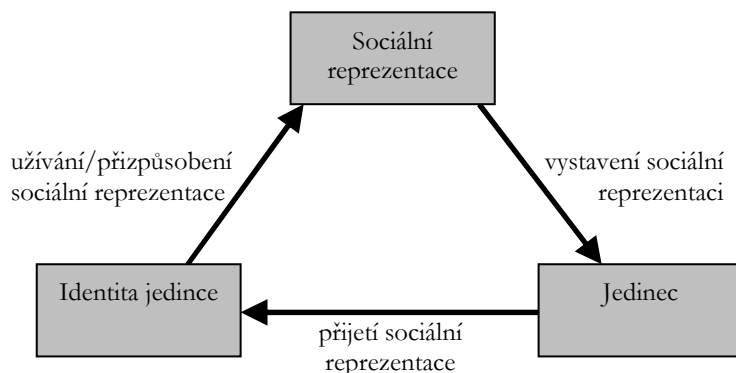 Sociální
reprezentace
užívání/přizpůsobení
sociální reprezentace
vystavení sociální
reprezentaci
Identita jedince
Jedinec
přijetí sociální
reprezentace